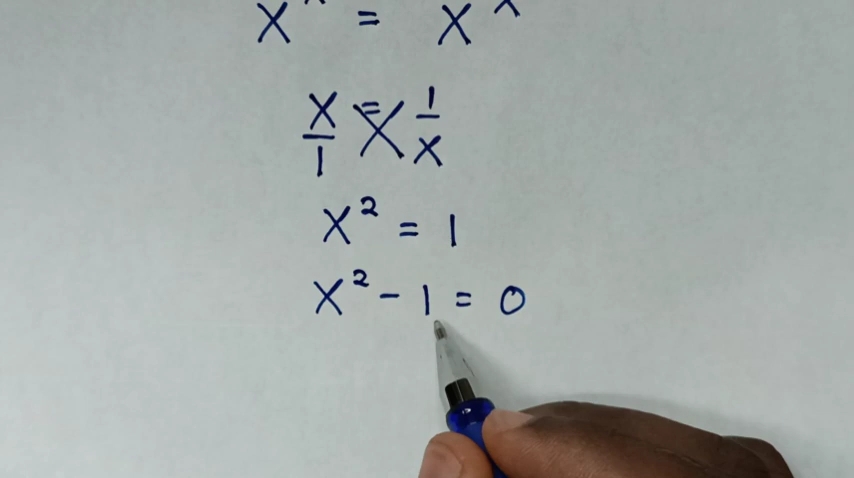 X = X
X/1 = 1/X
X² = 1
X² - 1 = 0